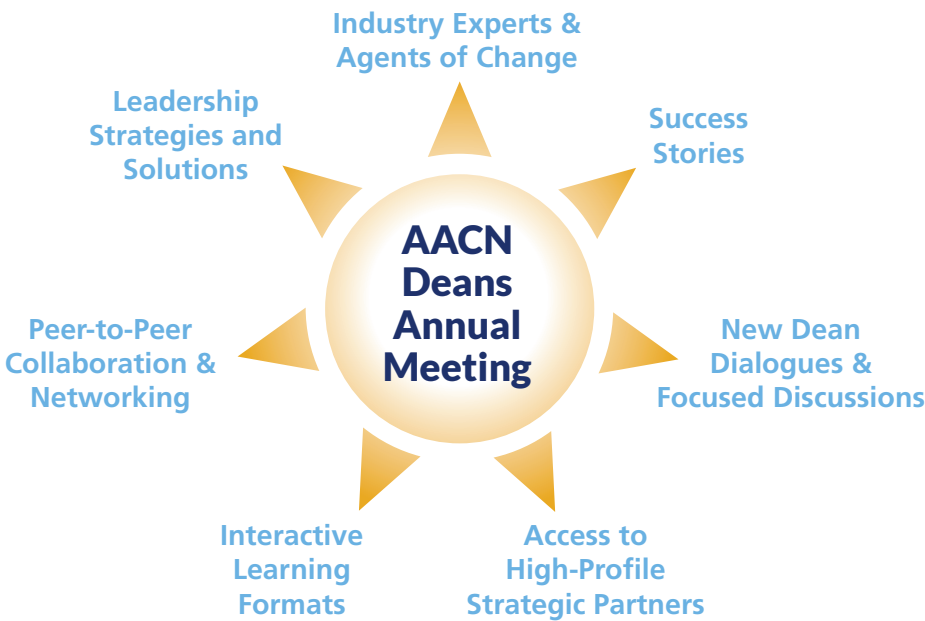 Industry Experts &
Agents of Change
Leadership
Strategies and
Solutions
Success
Stories
AACN
Deans
Annual
Meeting
Peer-to-Peer
Collaboration &
Networking
New Dean
Dialogues &
Focused Discussions
Interactive
Learning
Formats
Access to
High-Profile
Strategic Partners